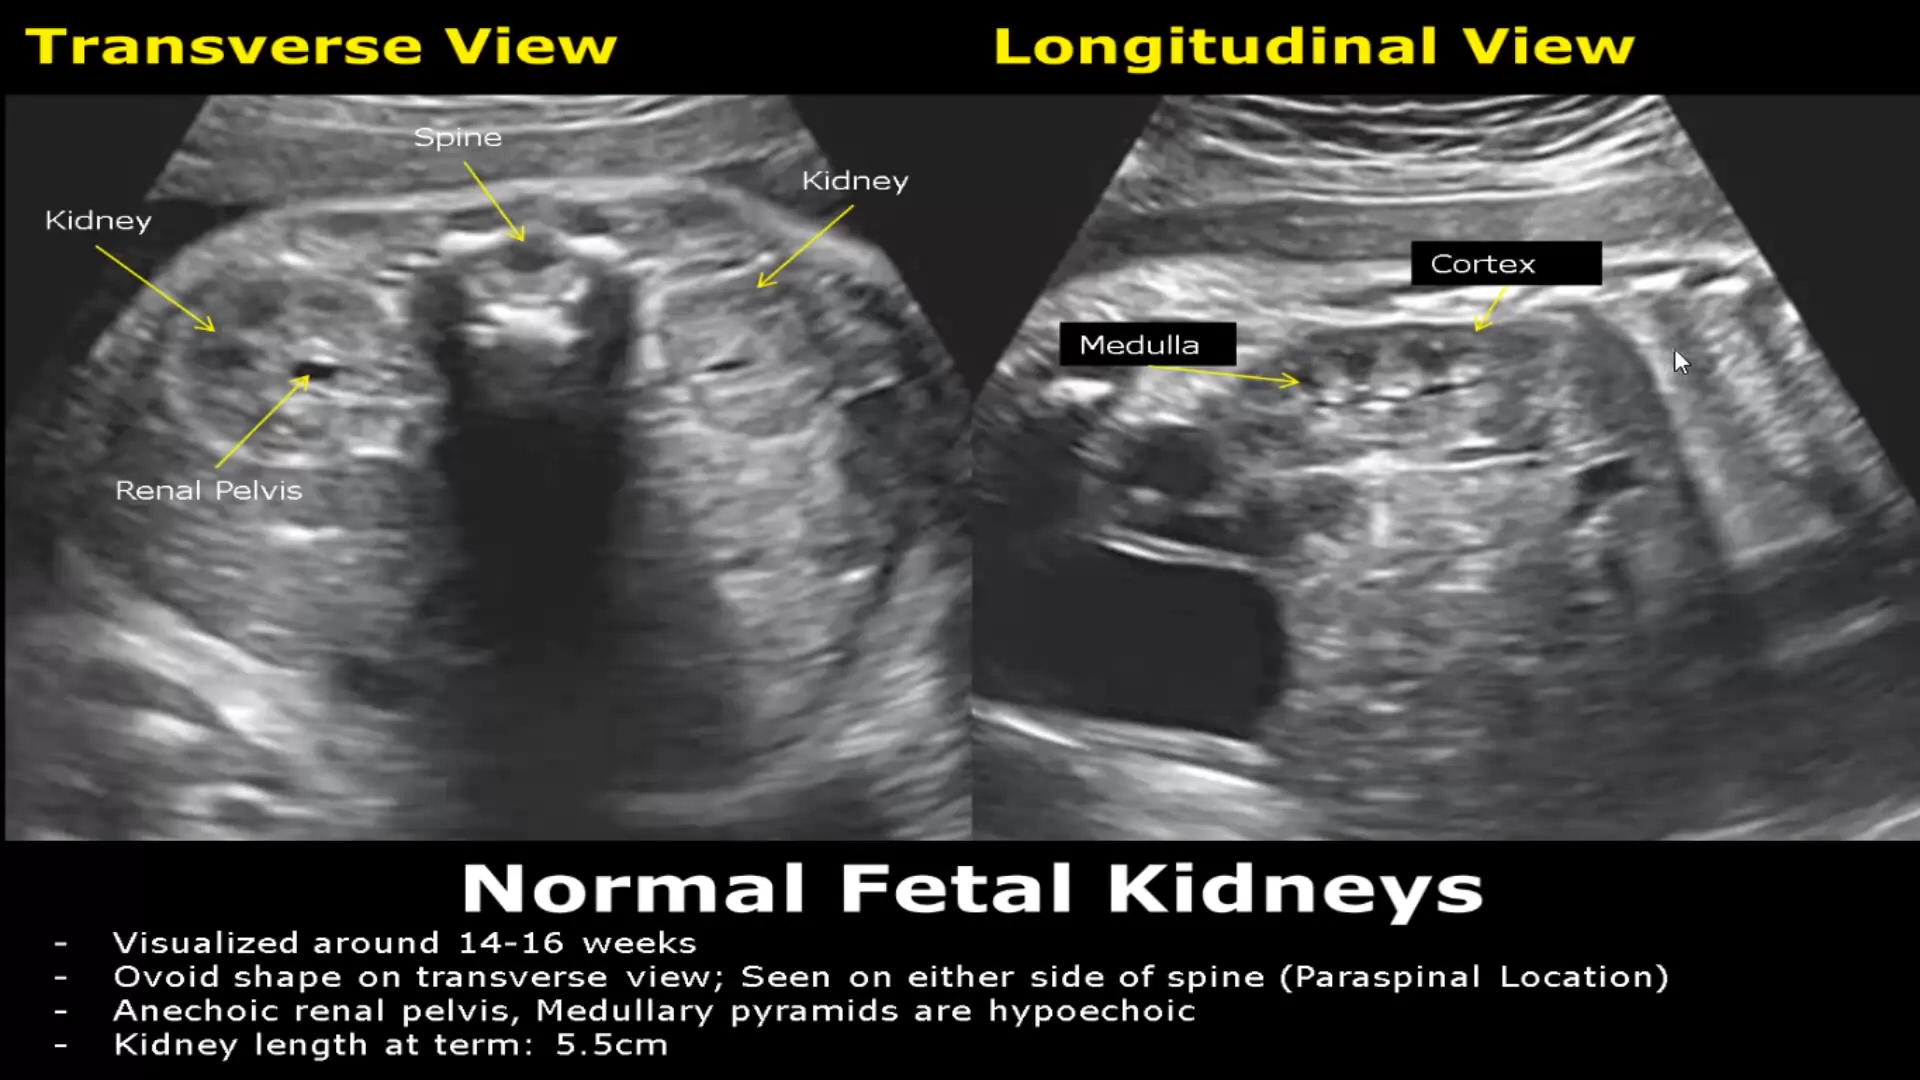 Transverse View
Longitudinal View
Spine
Kidney
Kidney
Renal Pelvis
Cortex
Medulla
Normal Fetal Kidneys
- Visualized around 14-16 weeks
- Ovoid shape on transverse view; Seen on either side of spine (Paraspinal Location)
- Anechoic renal pelvis, Medullary pyramids are hypoechoic
- Kidney length at term: 5.5cm